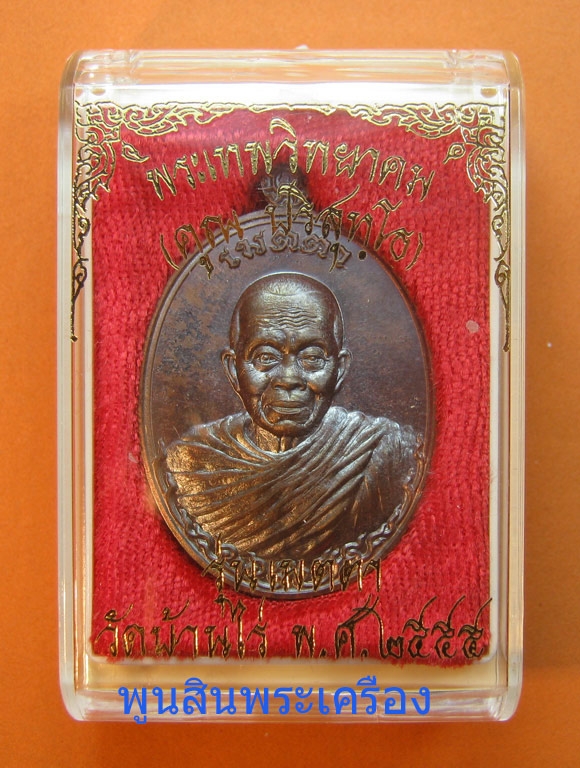 พระเทพวิทยาคม
(คูณ ปริสุทฺโธ)
รุ่นเมตตา
วัดบ้านไร่ พ.ศ.๒๕๕๕
พูนสินพระเครือง